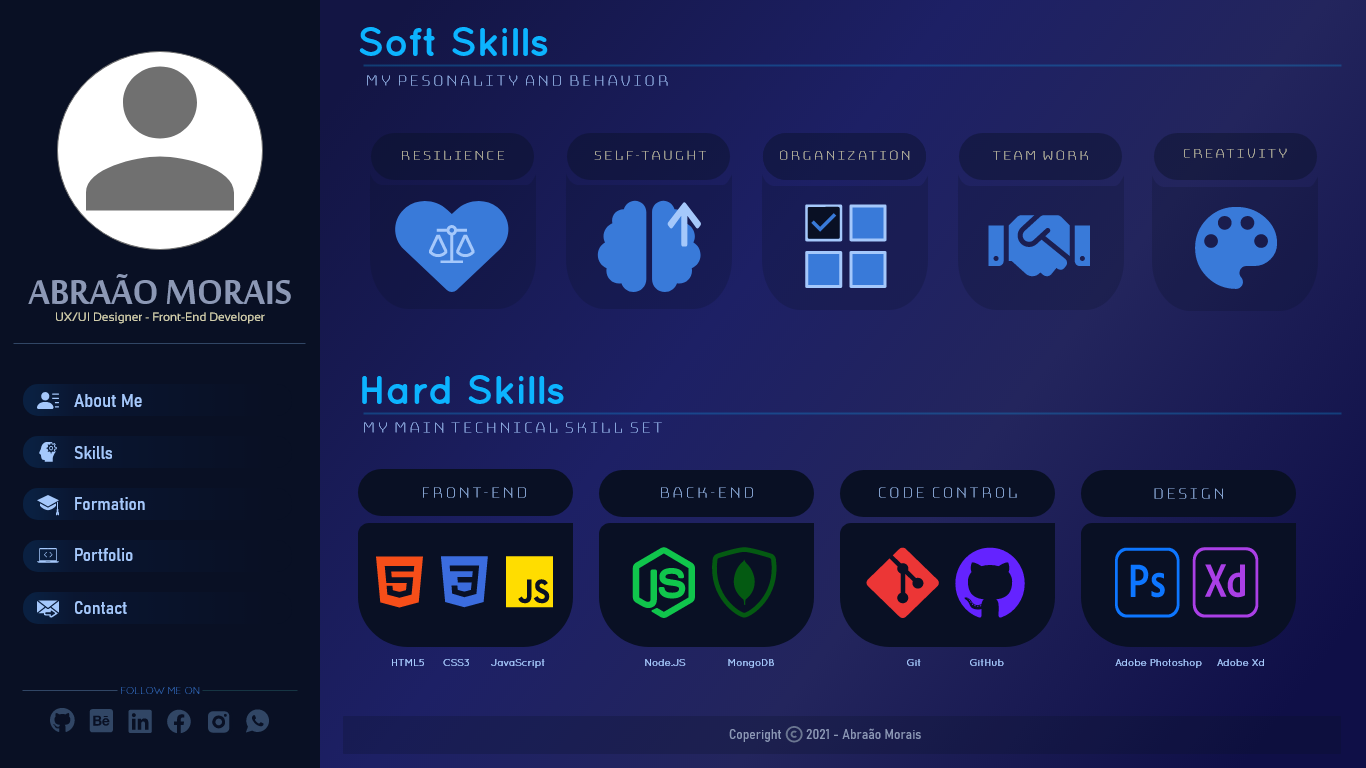 ABRAÃO MORAIS
UX/UI Designer - Front-End Developer
About Me
Skills
Formation
Portfolio
Contact
FOLLOW ME ON
Bē
in
Soft Skills
MY PESONALITY AND BEHAVIOR
RESILIENCE
SELF-TAUGHT
ORGANIZATION
TEAM WORK
CREATIVITY
Hard Skills
MY MAIN TECHNICAL SKILL SET
FRONT-END
BACK-END
CODE CONTROL
DESIGN
5
3
JS
JS
Ps
Xd
HTML5
CSS3
JavaScript
Node.JS
MongoDB
Git
GitHub
Adobe Photoshop
Adobe Xd
Coperight © 2021 - Abraão Morais